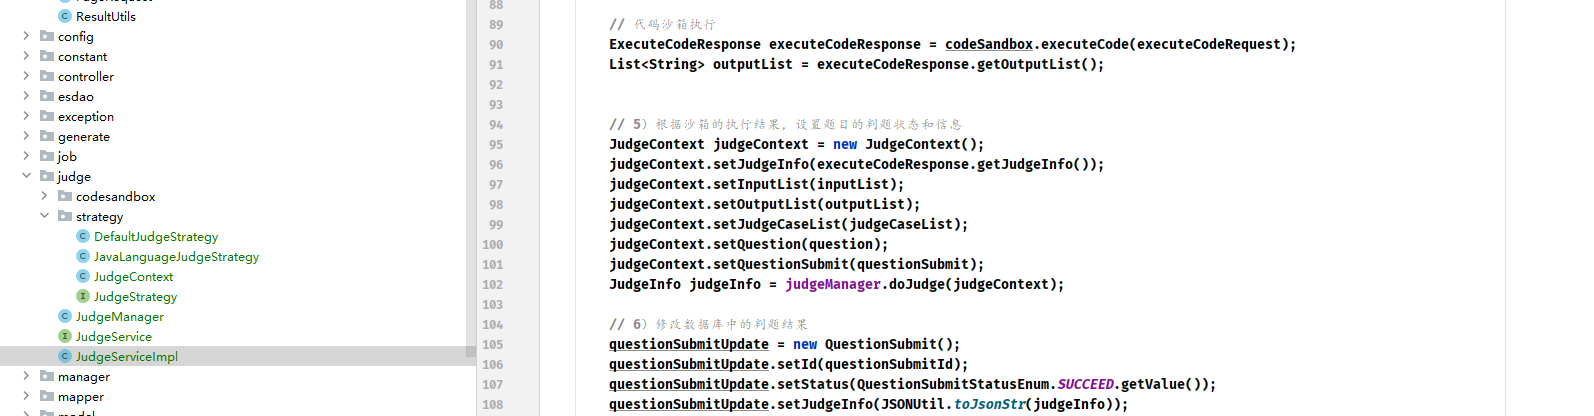 ResultUtils
config
constant
controller
esdao
exception
generate
job
judge
codesandbox
strategy
DefaultJudgeStrategy
JavaLanguageJudgeStrategy
JudgeContext
JudgeStrategy
JudgeManager
JudgeService
JudgeServiceImpl
manager
mapper
model
88
89 // 代码沙箱执行
90 ExecuteCodeResponse executeCodeResponse = codeSandbox.executeCode(executeCodeRequest);
91 List<String> outputList = executeCodeResponse.getOutputList();
92
93
94 // 5）根据沙箱的执行结果，设置题目的判题状态和信息
95 JudgeContext judgeContext = new JudgeContext();
96 judgeContext.setJudgeInfo(executeCodeResponse.getJudgeInfo());
97 judgeContext.setInputList(inputList);
98 judgeContext.setOutputList(outputList);
99 judgeContext.setJudgeCaseList(judgeCaseList);
100 judgeContext.setQuestion(question);
101 judgeContext.setQuestionSubmit(questionSubmit);
102 JudgeInfo judgeInfo = judgeManager.doJudge(judgeContext);
103
104 // 6）修改数据库中的判题结果
105 questionSubmitUpdate = new QuestionSubmit();
106 questionSubmitUpdate.setId(questionSubmitId);
107 questionSubmitUpdate.setStatus(QuestionSubmitStatusEnum.SUCCEED.getValue());
108 questionSubmitUpdate.setJudgeInfo(JSONUtil.toJsonStr(judgeInfo));